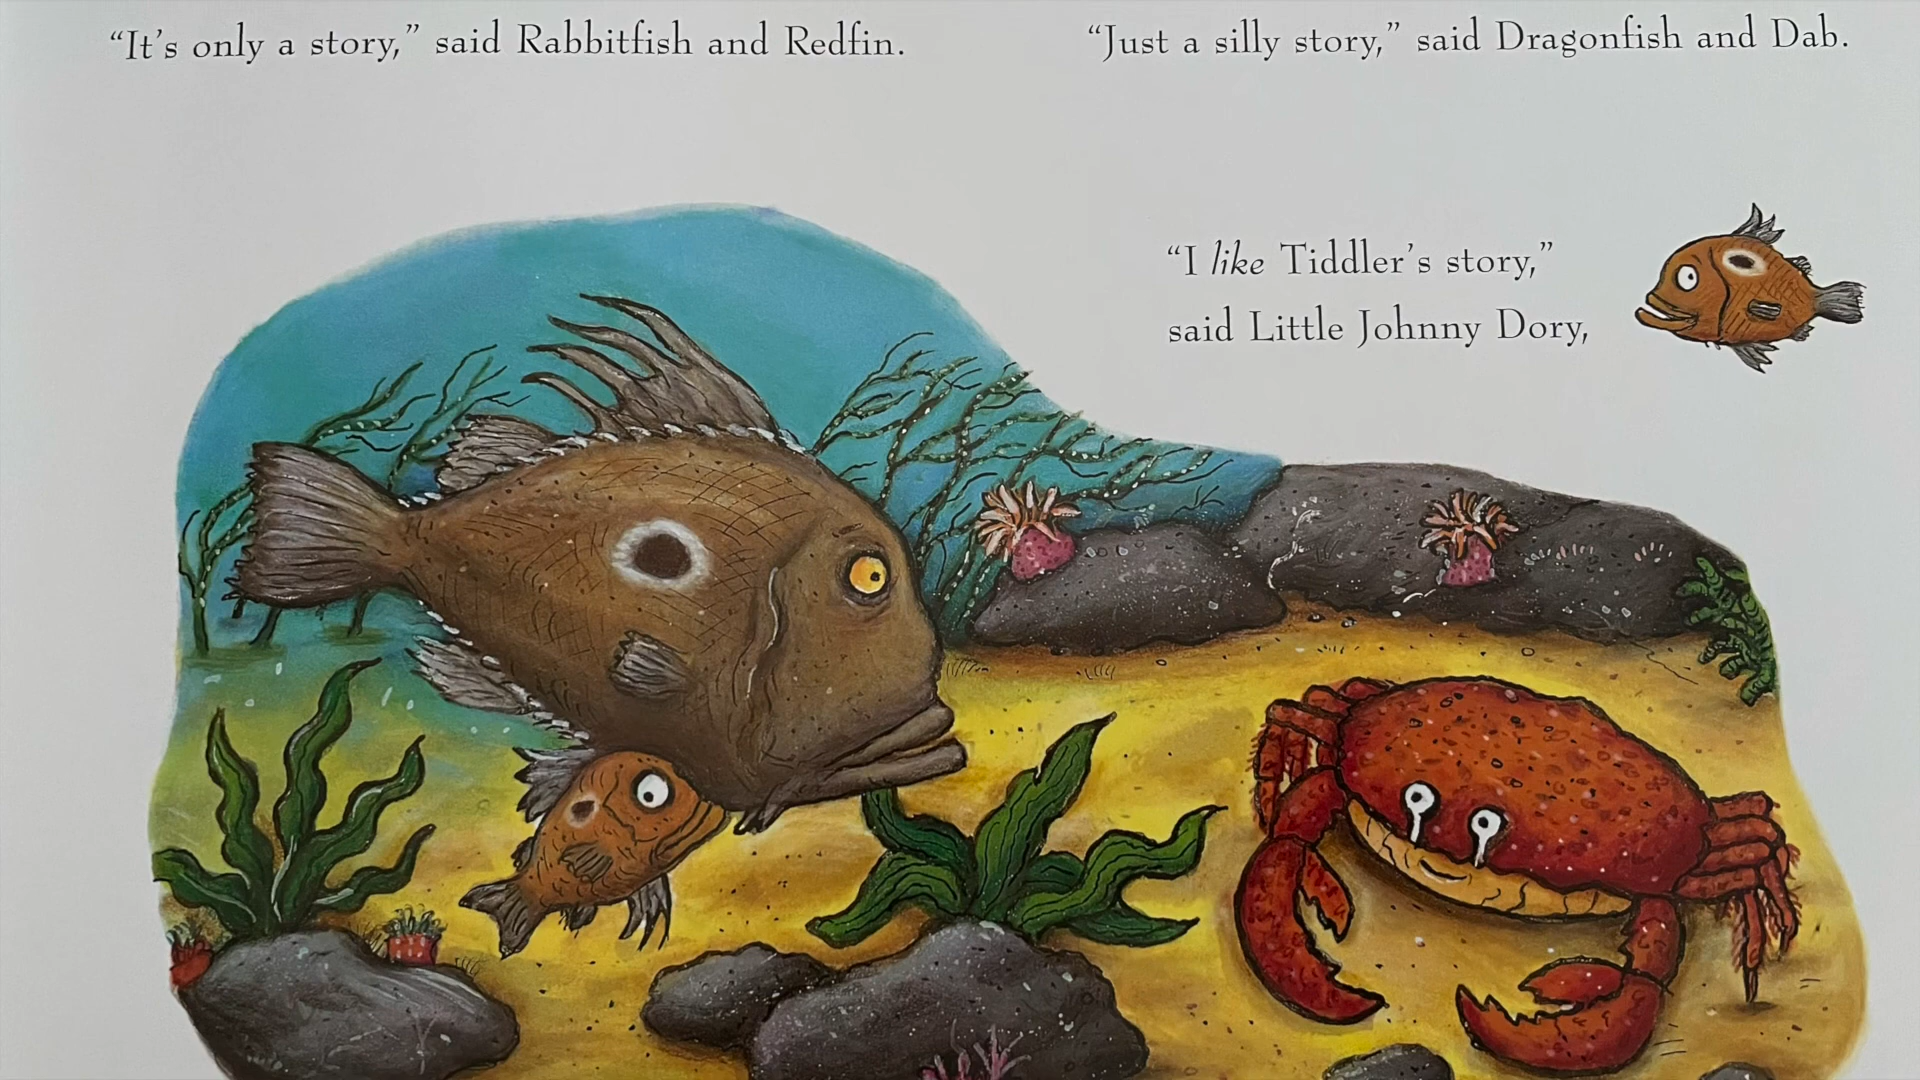 “It’s only a story,” said Rabbitfish and Redfin.
“Just a silly story,” said Dragonfish and Dab.
“I like Tiddler’s story,”
said Little Johnny Dory,